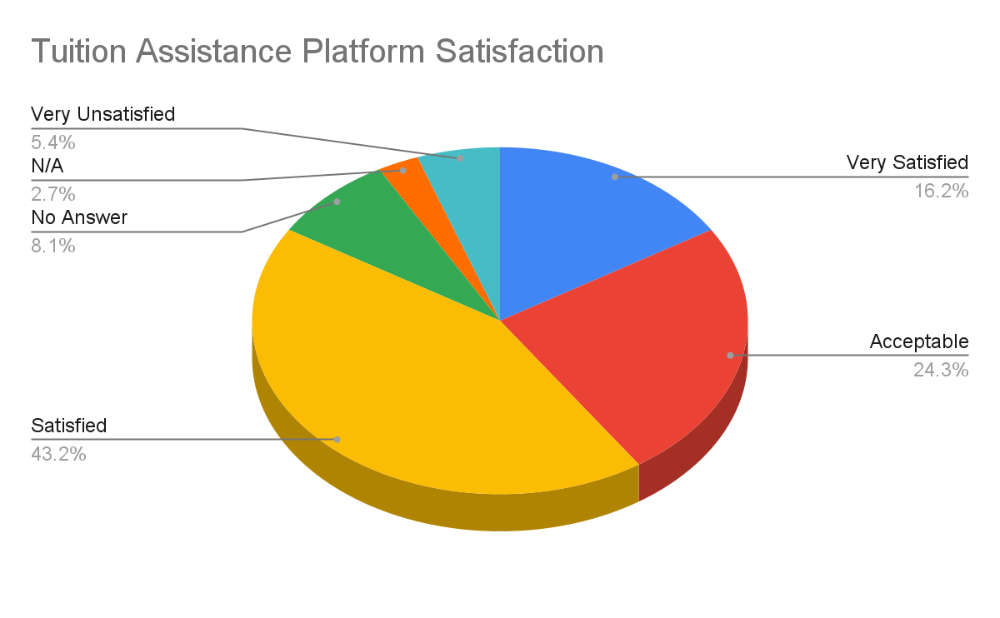 Tuition Assistance Platform Satisfaction
Very Unsatisfied
5.4%
N/A
2.7%
No Answer
8.1%
Satisfied
43.2%
Very Satisfied
16.2%
Acceptable
24.3%